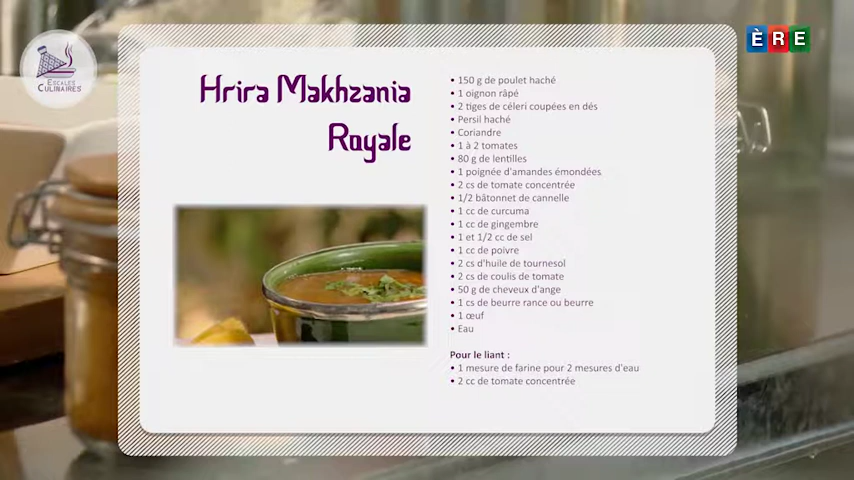 ÈRE
ESCALES
CULINAIRES
Hrira Makhzania
Royale
• 150 g de poulet haché
• 1 oignon râpé
• 2 tiges de céleri coupées en dés
• Persil haché
• Coriandre
• 1 à 2 tomates
• 80 g de lentilles
• 1 poignée d'amandes émondées
• 2 cs de tomate concentrée
• 1/2 bâtonnet de cannelle
• 1 cc de curcuma
• 1 cc de gingembre
• 1 et 1/2 cc de sel
• 1 cc de poivre
• 2 cs d'huile de tournesol
• 2 cs de coulis de tomate
• 50 g de cheveux d'ange
• 1 cs de beurre rance ou beurre
• 1 œuf
• Eau
Pour le liant :
• 1 mesure de farine pour 2 mesures d'eau
• 2 cc de tomate concentrée